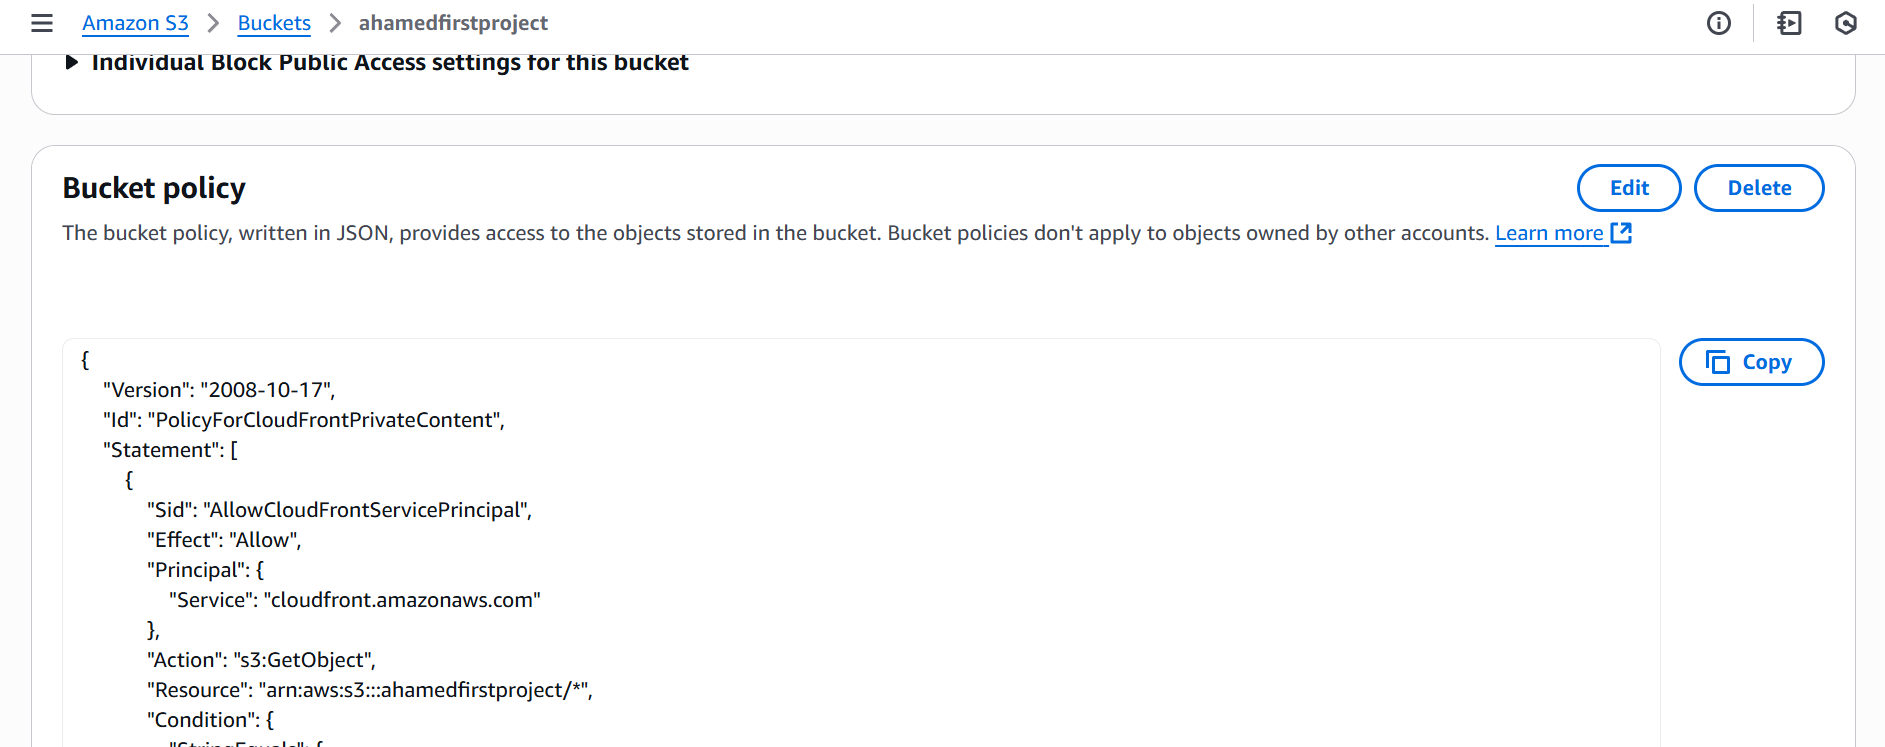 Amazon S3 > Buckets > ahamedfirstproject
Individual Block Public Access settings for this bucket
Bucket policy
Edit
Delete
The bucket policy, written in JSON, provides access to the objects stored in the bucket. Bucket policies don't apply to objects owned by other accounts. Learn more
{
"Version": "2008-10-17",
"Id": "PolicyForCloudFrontPrivateContent",
"Statement": [
{
"Sid": "AllowCloudFrontServicePrincipal",
"Effect": "Allow",
"Principal": {
"Service": "cloudfront.amazonaws.com"
},
"Action": "s3:GetObject",
"Resource": "arn:aws:s3:::ahamedfirstproject/*",
"Condition": {
"StringEquals": {
Copy